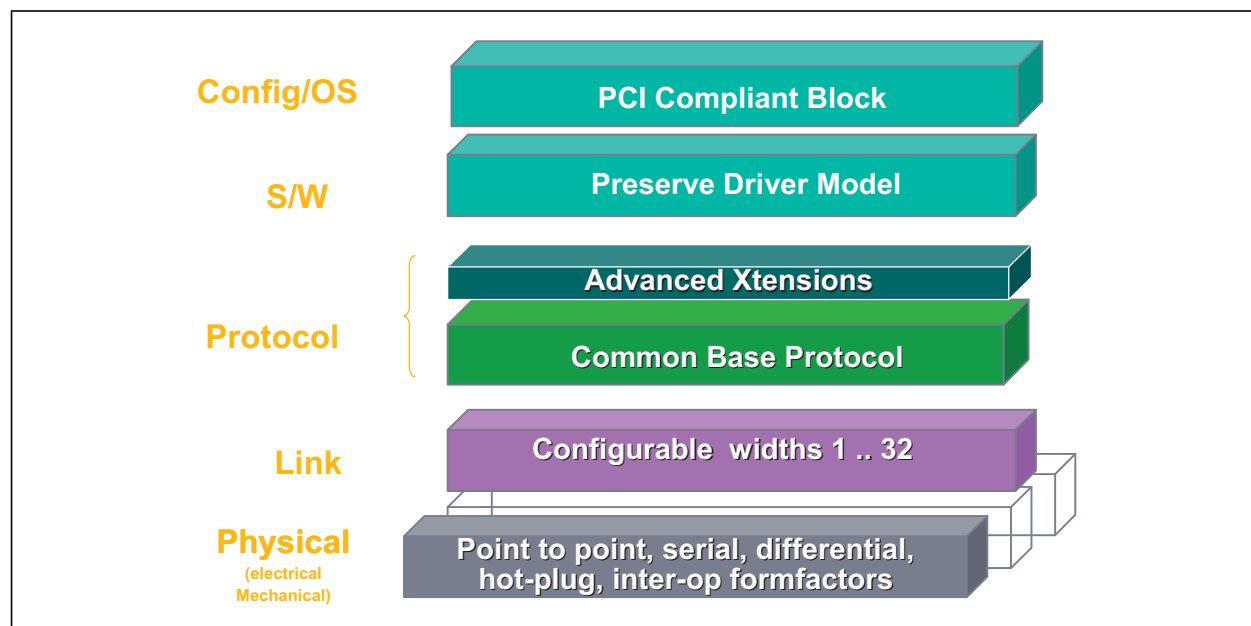 Config/OS
PCI Compliant Block
S/W
Preserve Driver Model
Advanced Xtensions
Protocol
Common Base Protocol
Link
Configurable widths 1 .. 32
Physical
(electrical
Mechanical)
Point to point, serial, differential,
hot-plug, inter-op formfactors